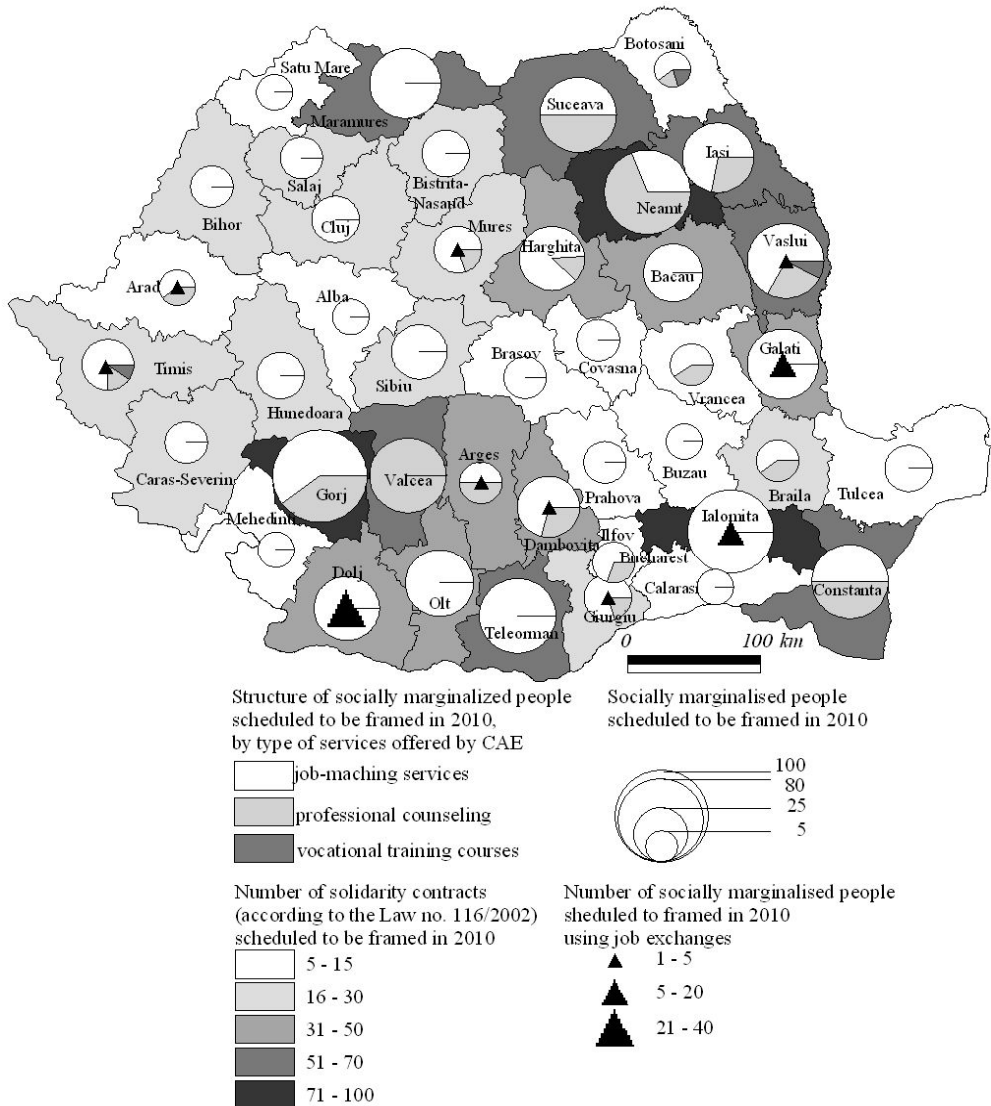 Botosani
Satu Mare
Maramures
Suceava
Iasi
Salaj
Bistrita-
Nasaud
Neamt
Bihor
Cluj
Mures
Harghita
Bacau
Vaslui
Arad
Alba
Timis
Hunedoara
Sibiu
Brasov
Covasna
Vrancea
Galati
Caras-Severin
Gorj
Valcea
Arges
Prahova
Buzau
Braila
Tulcea
Mehedinti
Dambovita
Ilfov
Bucharest
Ialomita
Calarasi
Constanta
Dolj
Olt
Teleorman
Giurgiu
0 100 km
Structure of socially marginalized people
scheduled to be framed in 2010,
by type of services offered by CAE
job-maching services
professional counseling
vocational training courses
Socially marginalised people
scheduled to be framed in 2010
100
80
25
5
Number of solidarity contracts
(according to the Law no. 116/2002)
scheduled to be framed in 2010
5 - 15
16 - 30
31 - 50
51 - 70
71 - 100
Number of socially marginalised people
sheduled to framed in 2010
using job exchanges
1 - 5
5 - 20
21 - 40